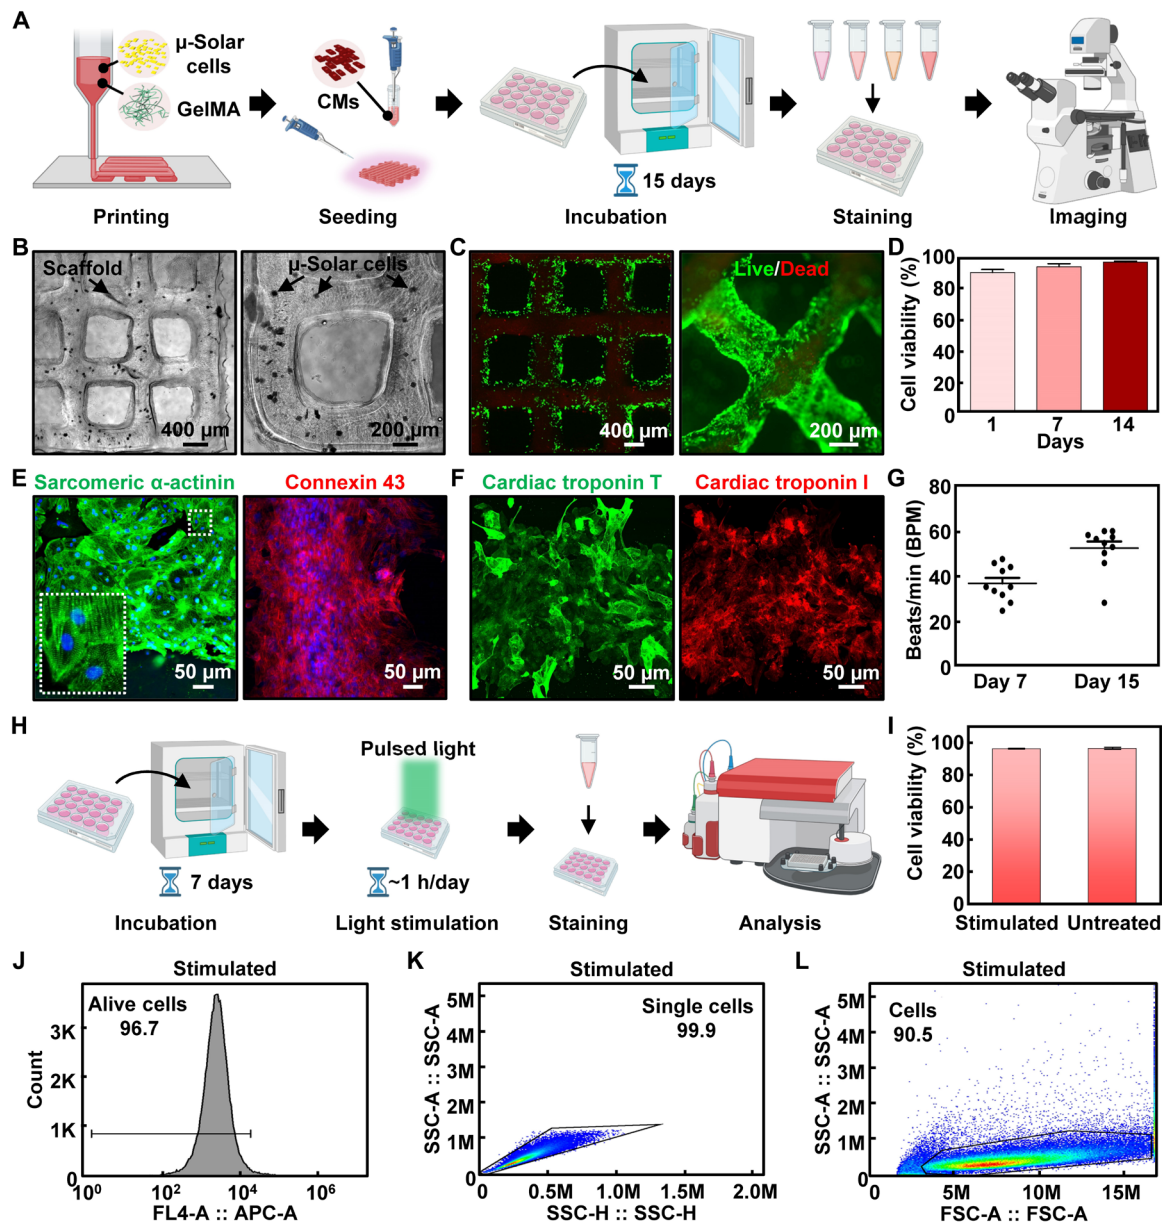 A
μ-Solar
cells
GelMA
CMs
15 days
Printing
Seeding
Incubation
Staining
Imaging
B
Scaffold
μ-Solar cells
400 μm
200 μm
C
Live/Dead
400 μm
200 μm
D
Cell viability (%)
100
80
60
40
20
0
1
7
14
Days
E
Sarcomeric α-actinin
Connexin 43
50 μm
50 μm
F
Cardiac troponin T
Cardiac troponin I
50 μm
50 μm
G
Beats/min (BPM)
80
60
40
20
0
Day 7
Day 15
H
Pulsed light
7 days
~1 h/day
Incubation
Light stimulation
Staining
Analysis
I
Cell viability (%)
100
80
60
40
20
0
Stimulated
Untreated
J
Stimulated
Alive cells
96.7
Count
3K
2K
1K
0
10⁰
10²
10⁴
10⁶
FL4-A :: APC-A
K
Stimulated
Single cells
99.9
SSC-A :: SSC-A
5M
4M
3M
2M
1M
0
0
0.5M
1.0M
1.5M
2.0M
SSC-H :: SSC-H
L
Stimulated
Cells
90.5
SSC-A :: SSC-A
5M
4M
3M
2M
1M
0
0
5M
10M
15M
FSC-A :: FSC-A